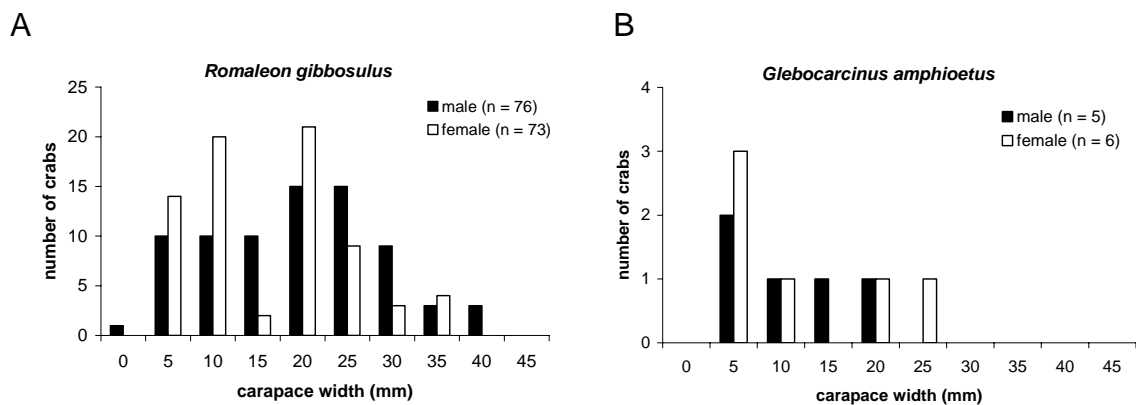 A
Romaleon gibbosulus
25
20
15
10
5
0
number of crabs
male (n = 76)
female (n = 73)
0 5 10 15 20 25 30 35 40 45
carapace width (mm)
B
Glebocarcinus amphioetus
4
3
2
1
0
number of crabs
male (n = 5)
female (n = 6)
0 5 10 15 20 25 30 35 40 45
carapace width (mm)